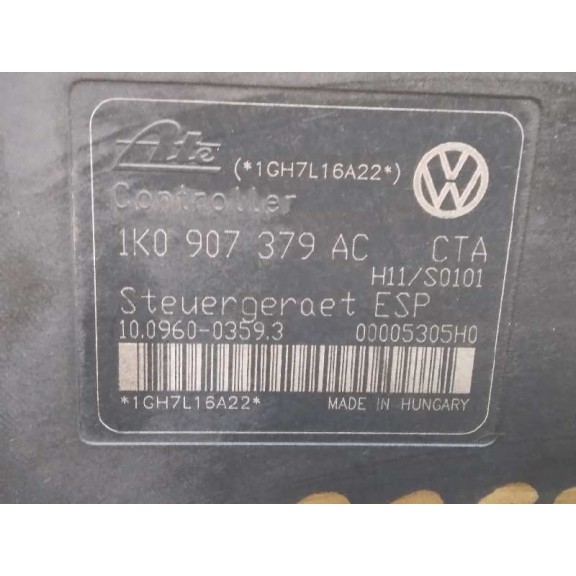 Ate (*1GH7L16A22*)
Controller
1K0 907 379 AC CTA
H11/S0101
Steuergeraet ESP
10.0960-0359.3 00005305H0
*1GH7L16A22* MADE IN HUNGARY